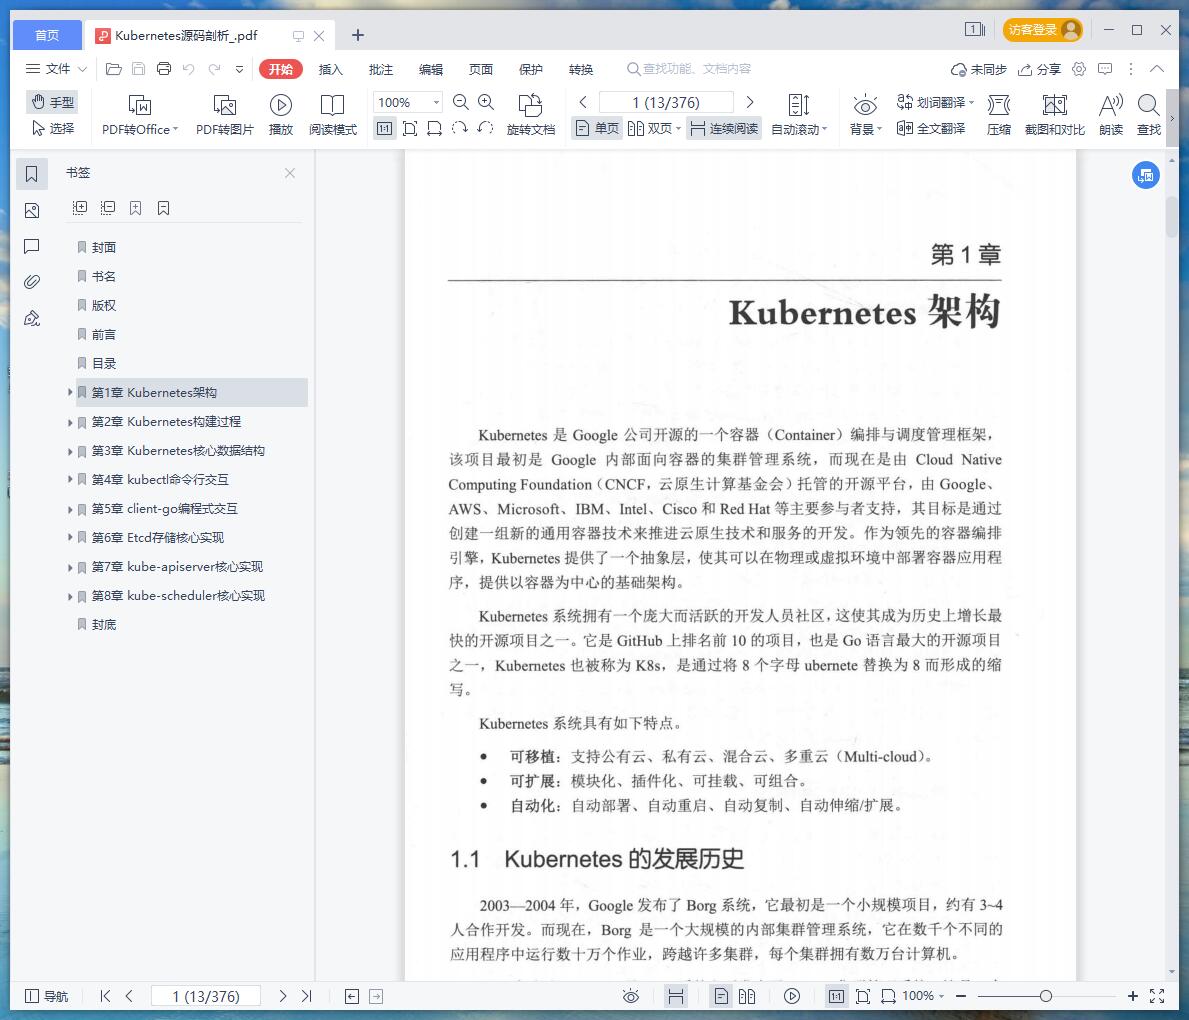 首页
Kubernetes源码剖析_.pdf
1
访客登录
文件
开始
插入
批注
编辑
页面
保护
转换
查找功能、文档内容
未同步
分享
手型
选择
PDF转Office
PDF转图片
播放
阅读模式
100%
1:1
旋转文档
1 (13/376)
单页
双页
连续阅读
自动滚动
背景
划词翻译
全文翻译
压缩
截图和对比
朗读
查找
书签
封面
书名
版权
前言
目录
第1章 Kubernetes架构
第2章 Kubernetes构建过程
第3章 Kubernetes核心数据结构
第4章 kubectl命令行交互
第5章 client-go编程式交互
第6章 Etcd存储核心实现
第7章 kube-apiserver核心实现
第8章 kube-scheduler核心实现
封底
第 1 章
Kubernetes 架构
Kubernetes 是 Google 公司开源的一个容器（Container）编排与调度管理框架，
该项目最初是 Google 内部面向容器的集群管理系统，而现在是由 Cloud Native
Computing Foundation（CNCF，云原生计算基金会）托管的开源平台，由 Google、
AWS、Microsoft、IBM、Intel、Cisco 和 Red Hat 等主要参与者支持，其目标是通过
创建一组新的通用容器技术来推进云原生技术和服务的开发。作为领先的容器编排
引擎，Kubernetes 提供了一个抽象层，使其可以在物理或虚拟环境中部署容器应用程
序，提供以容器为中心的基础架构。
Kubernetes 系统拥有一个庞大而活跃的开发人员社区，这使其成为历史上增长最
快的开源项目之一。它是 GitHub 上排名前 10 的项目，也是 Go 语言最大的开源项目
之一，Kubernetes 也被称为 K8s，是通过将 8 个字母 ubernete 替换为 8 而形成的缩
写。
Kubernetes 系统具有如下特点。
● 可移植：支持公有云、私有云、混合云、多重云（Multi-cloud）。
● 可扩展：模块化、插件化、可挂载、可组合。
● 自动化：自动部署、自动重启、自动复制、自动伸缩/扩展。
1.1 Kubernetes 的发展历史
2003—2004 年，Google 发布了 Borg 系统，它最初是一个小规模项目，约有 3~4
人合作开发。而现在，Borg 是一个大规模的内部集群管理系统，它在数千个不同的
应用程序中运行数十万个作业，跨越许多集群，每个集群拥有数万台计算机。
导航
1 (13/376)
1:1
100%